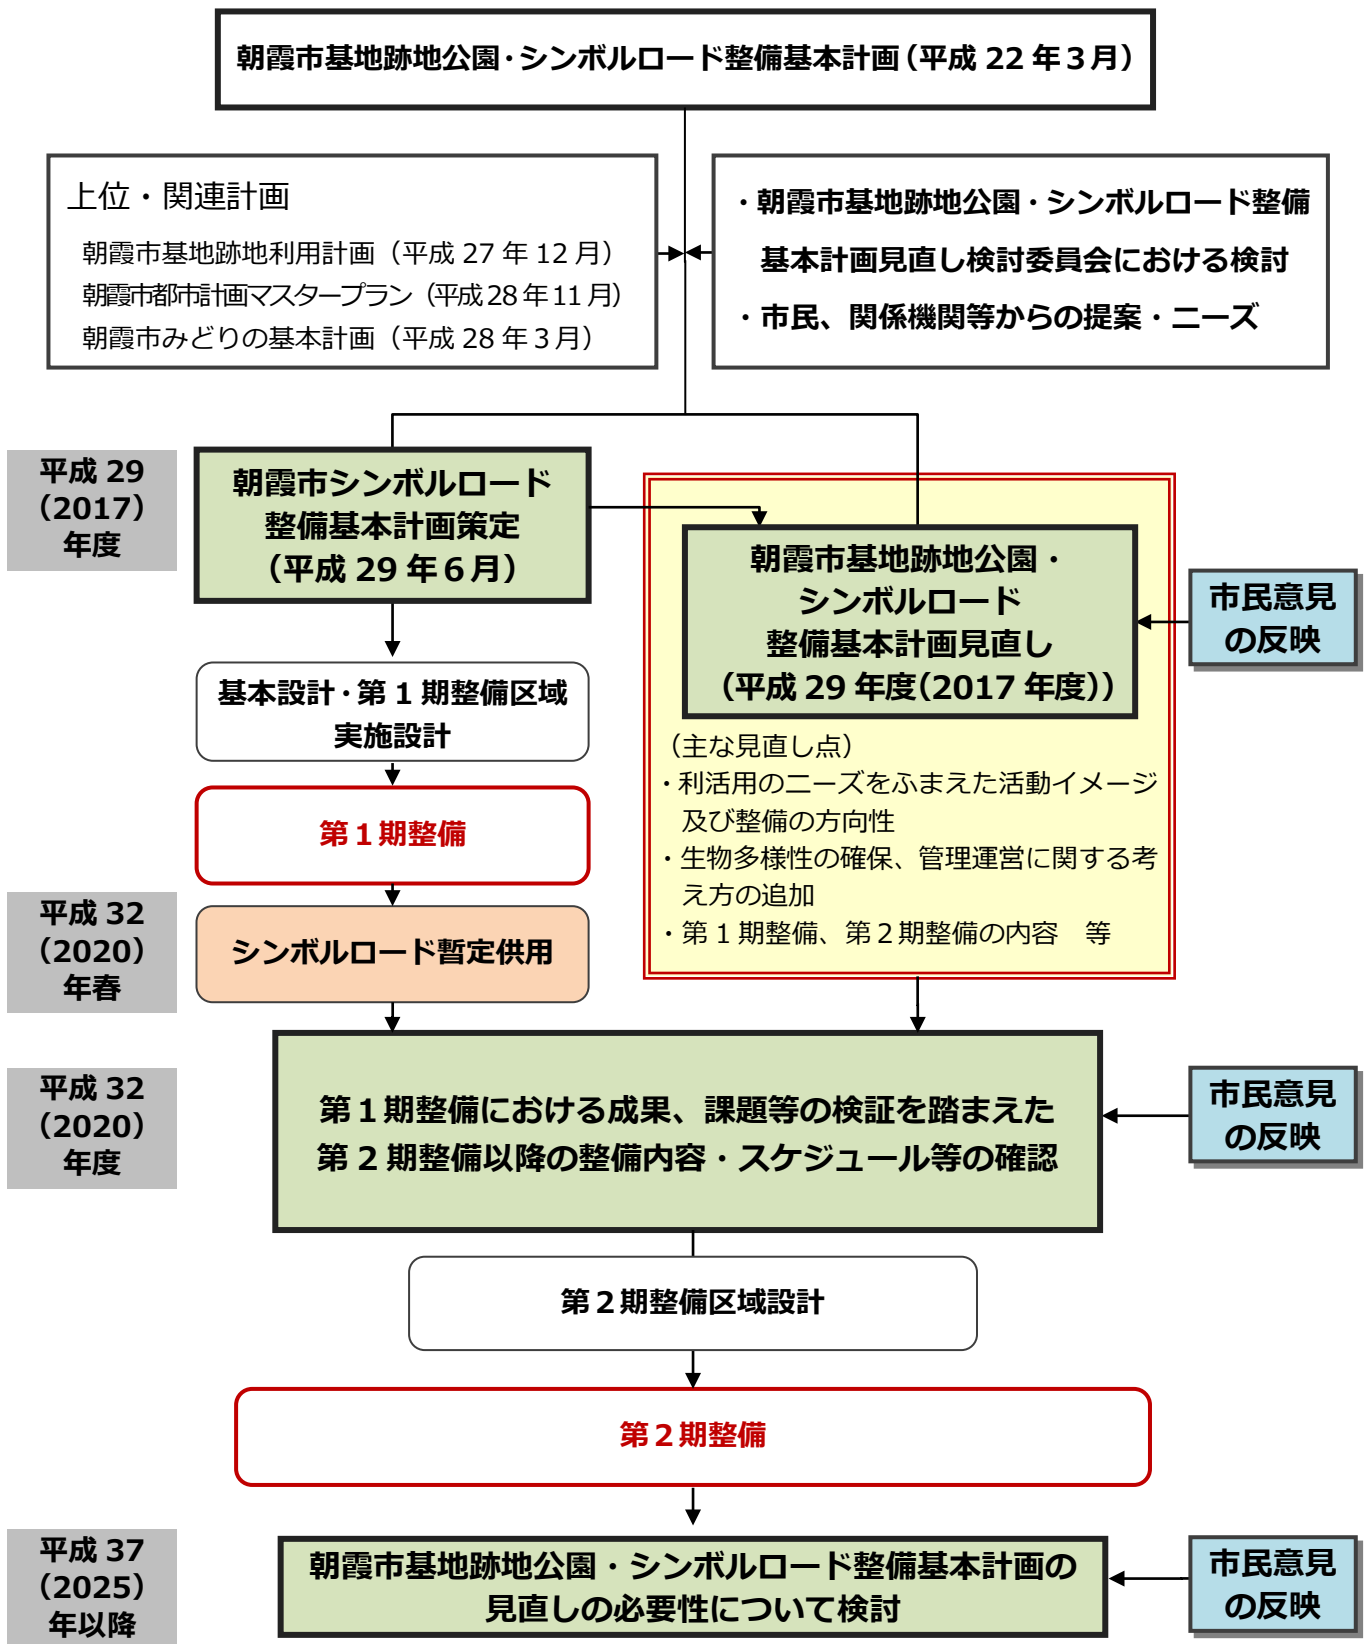 朝霞市基地跡地公園・シンボルロード整備基本計画（平成 22 年３月）
上位・関連計画
朝霞市基地跡地利用計画（平成 27 年 12 月）
朝霞市都市計画マスタープラン（平成 28 年 11 月）
朝霞市みどりの基本計画（平成 28 年３月）
・朝霞市基地跡地公園・シンボルロード整備
基本計画見直し検討委員会における検討
・市民、関係機関等からの提案・ニーズ
平成 29
（2017）
年度
朝霞市シンボルロード
整備基本計画策定
（平成 29 年６月）
朝霞市基地跡地公園・
シンボルロード
整備基本計画見直し
（平成 29 年度（2017 年度））
市民意見
の反映
基本設計・第１期整備区域
実施設計
（主な見直し点）
・利活用のニーズをふまえた活動イメージ
及び整備の方向性
・生物多様性の確保、管理運営に関する考
え方の追加
・第１期整備、第２期整備の内容　等
第１期整備
平成 32
（2020）
年春
シンボルロード暫定供用
平成 32
（2020）
年度
第１期整備における成果、課題等の検証を踏まえた
第２期整備以降の整備内容・スケジュール等の確認
市民意見
の反映
第２期整備区域設計
第２期整備
平成 37
（2025）
年以降
朝霞市基地跡地公園・シンボルロード整備基本計画の
見直しの必要性について検討
市民意見
の反映